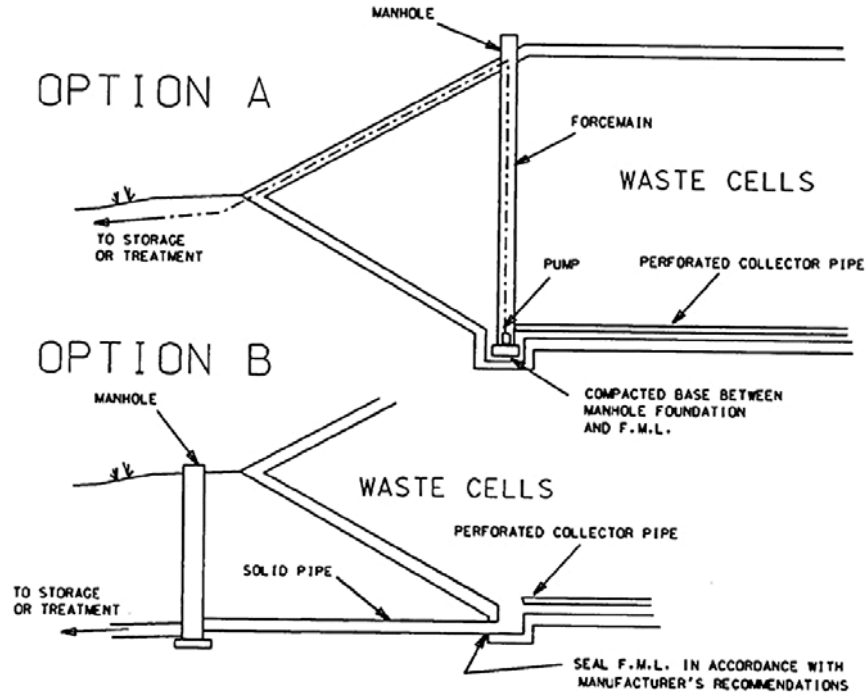 MANHOLE
OPTION A
FORCEMAIN
WASTE CELLS
TO STORAGE
OR TREATMENT
PUMP
PERFORATED COLLECTOR PIPE
OPTION B
MANHOLE
COMPACTED BASE BETWEEN
MANHOLE FOUNDATION
AND F.M.L.
WASTE CELLS
PERFORATED COLLECTOR PIPE
SOLID PIPE
TO STORAGE
OR TREATMENT
SEAL F.M.L. IN ACCORDANCE WITH
MANUFACTURER'S RECOMMENDATIONS